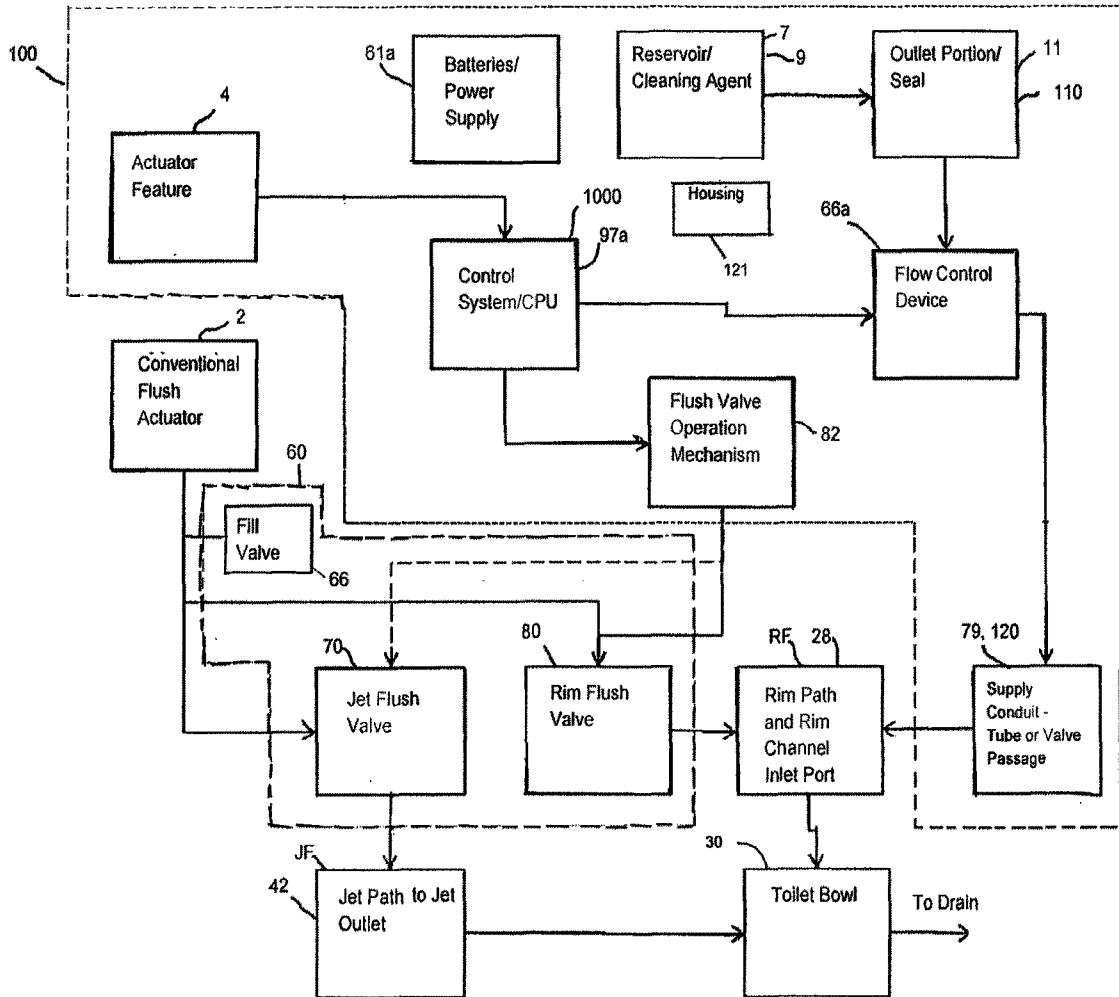 100
61a
Batteries/
Power
Supply
7
9
Reservoir/
Cleaning Agent
11
110
Outlet Portion/
Seal
4
Actuator
Feature
1000
97a
Control
System/CPU
Housing
121
66a
Flow Control
Device
2
Conventional
Flush
Actuator
Flush Valve
Operation
Mechanism
82
60
Fill
Valve
66
70
Jet Flush
Valve
80
Rim Flush
Valve
RF
28
Rim Path
and Rim
Channel
Inlet Port
79, 120
Supply
Conduit -
Tube or Valve
Passage
JF
42
Jet Path to Jet
Outlet
30
Toilet Bowl
To Drain